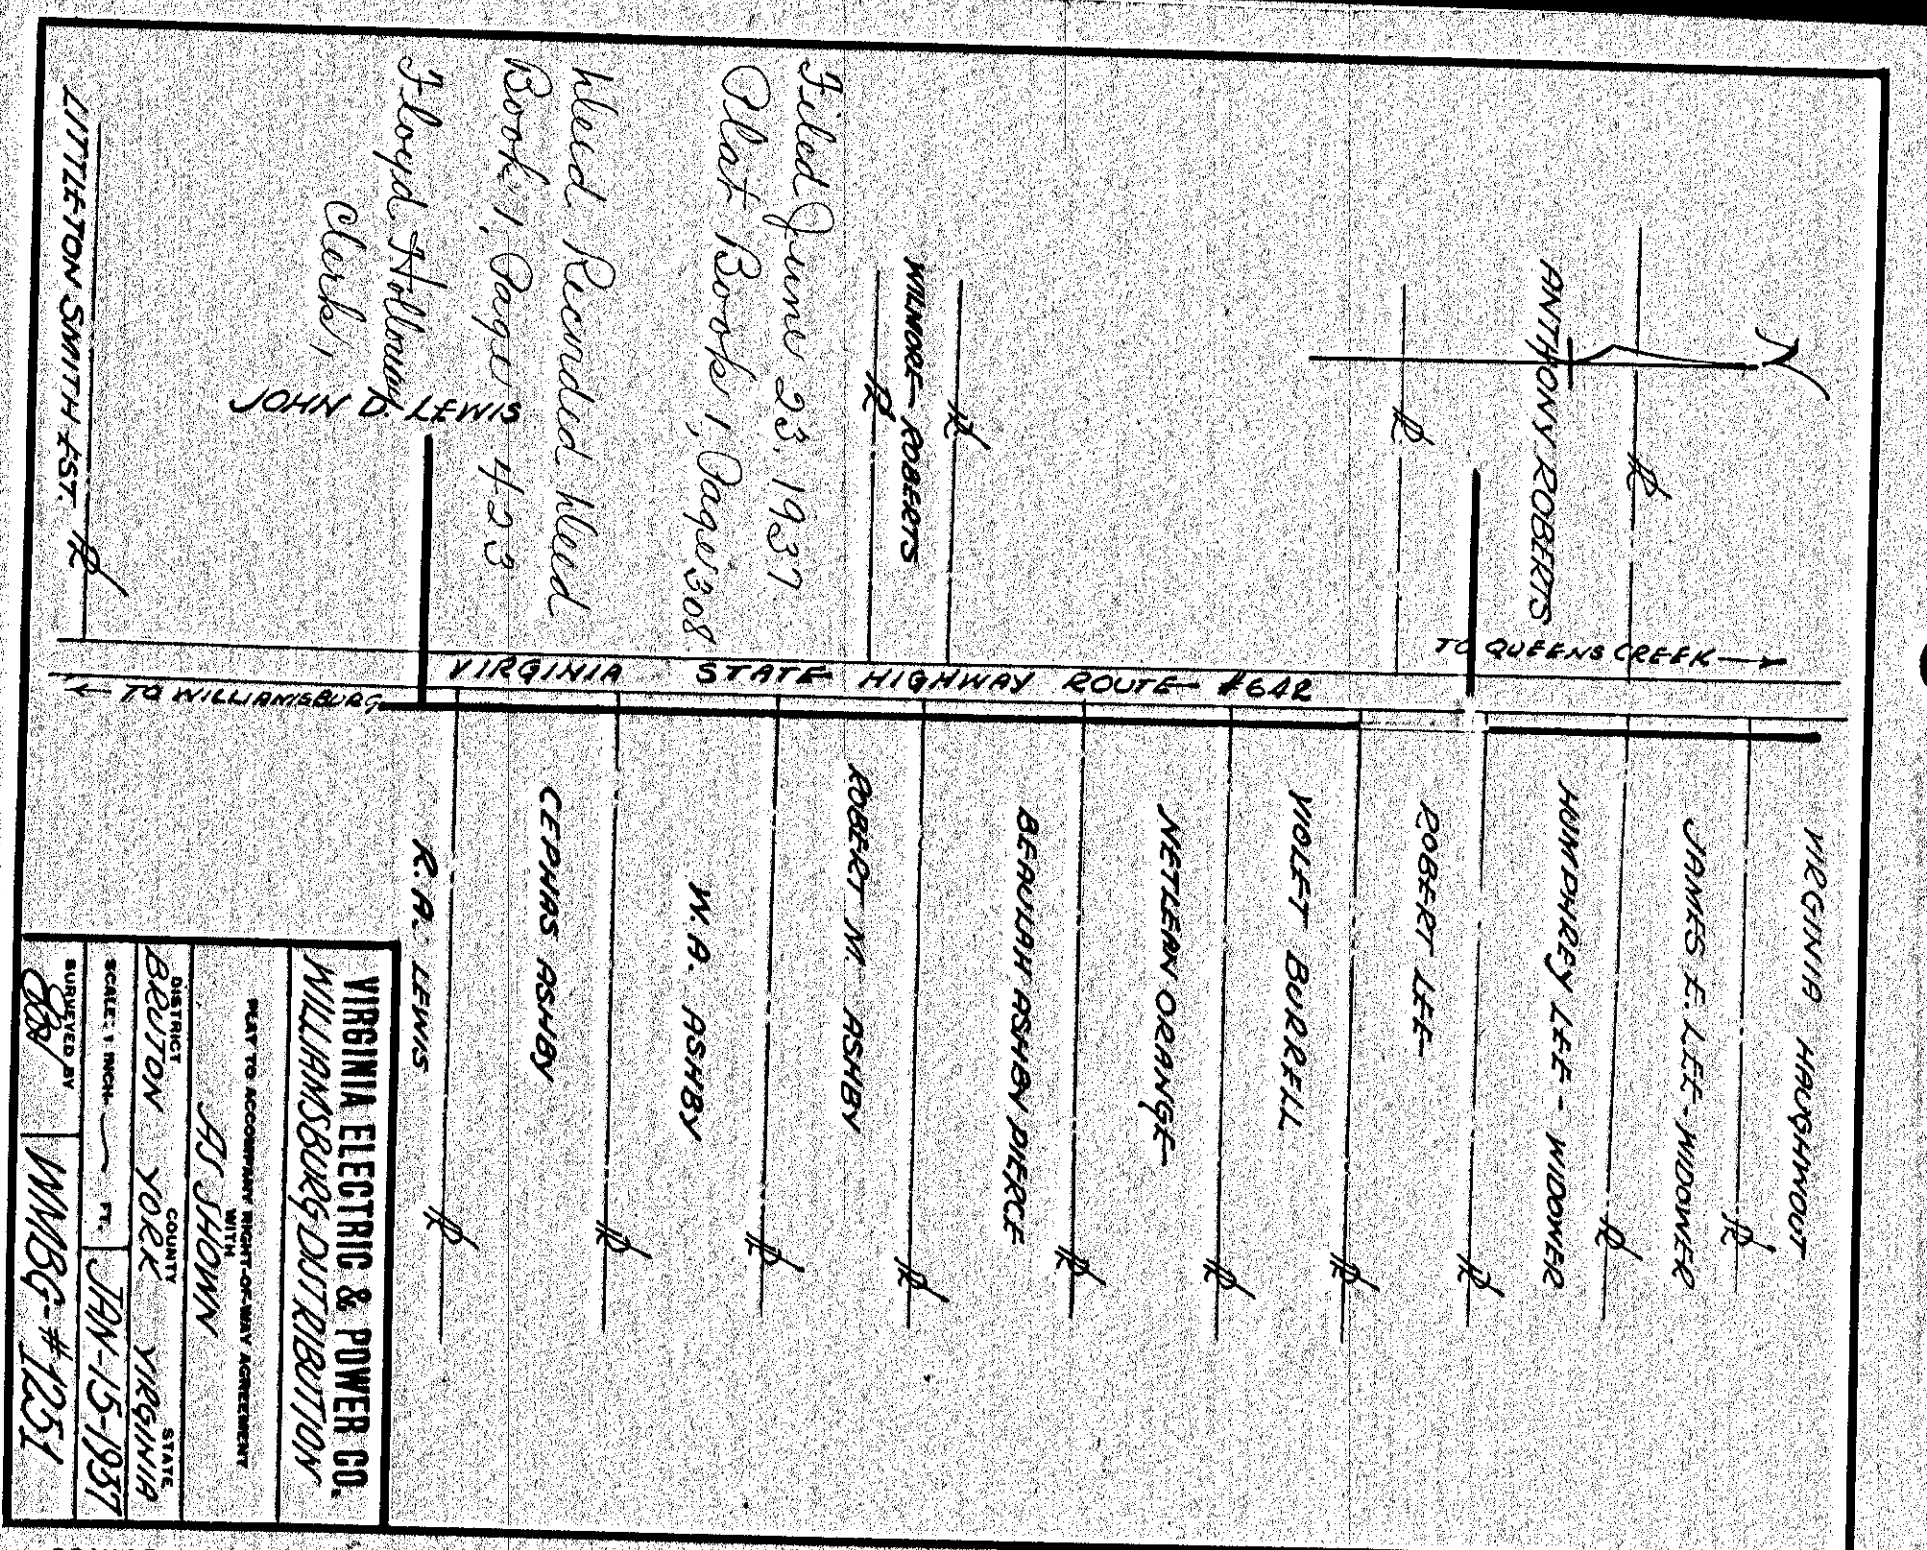 Filed June 23, 1937
Plat Book 1, Page 308
Deed Recorded Deed
Book 1, Page 423
Floyd Holloway
Clerk,
LITTLETON SMITH EST.
JOHN D. LEWIS
WILMORE ROBERTS
ANTHONY ROBERTS
TO QUEENS CREEK →
VIRGINIA STATE HIGHWAY ROUTE #642
← TO WILLIAMSBURG
R.A. LEWIS
CEPHAS ASHBY
W.A. ASHBY
ROBERT N. ASHBY
BEAULAH ASHBY PIERCE
NETLEAN ORANGE
VIOLET BURRELL
ROBERT LEE
HUMPHREY LEE - WIDOWER
JAMES E. LEE - WIDOWER
VIRGINIA HAUGHWOUT
VIRGINIA ELECTRIC & POWER CO.
WILLIAMSBURG DISTRIBUTION
PLAT TO ACCOMPANY RIGHT-OF-WAY AGREEMENT
WITH
AS SHOWN
DISTRICT COUNTY STATE
BRUTON YORK VIRGINIA
SCALE: 1 INCH- FT. JAN-15-1937
SURVEYED BY
WMBG-#1251